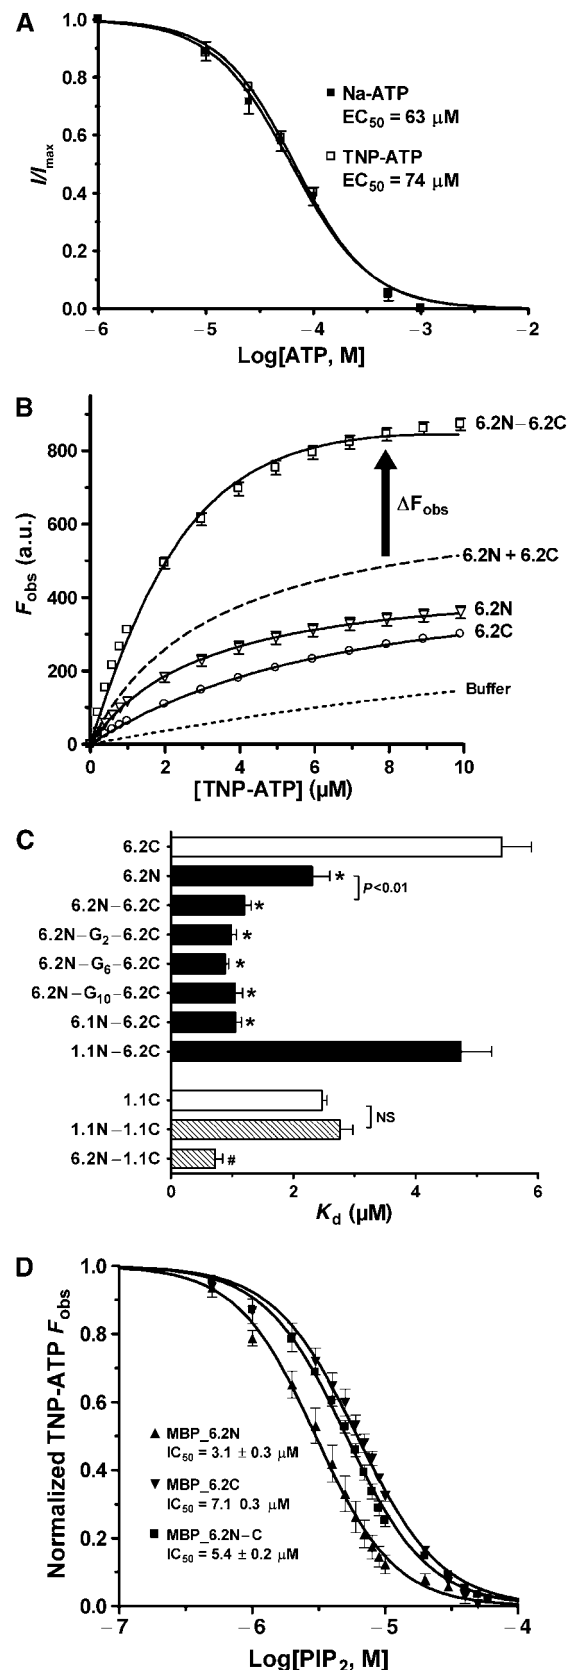 A
1.0
0.8
0.6
0.4
0.2
0.0
I/Imax
Na-ATP
EC50 = 63 μM
TNP-ATP
EC50 = 74 μM
−6 −5 −4 −3 −2
Log[ATP, M]
B
800
600
400
200
0
Fobs (a.u.)
6.2N−6.2C
ΔFobs
6.2N + 6.2C
6.2N
6.2C
Buffer
0 2 4 6 8 10
[TNP-ATP] (μM)
C
6.2C
6.2N *
P<0.01
6.2N−6.2C *
6.2N−G2−6.2C *
6.2N−G6−6.2C *
6.2N−G10−6.2C *
6.1N−6.2C *
1.1N−6.2C
1.1C
NS
1.1N−1.1C
6.2N−1.1C #
0 2 4 6
Kd (μM)
D
1.0
0.8
0.6
0.4
0.2
0.0
Normalized TNP-ATP Fobs
MBP_6.2N
IC50 = 3.1 ± 0.3 μM
MBP_6.2C
IC50 = 7.1 0.3 μM
MBP_6.2N−C
IC50 = 5.4 ± 0.2 μM
−7 −6 −5 −4
Log[PIP2, M]